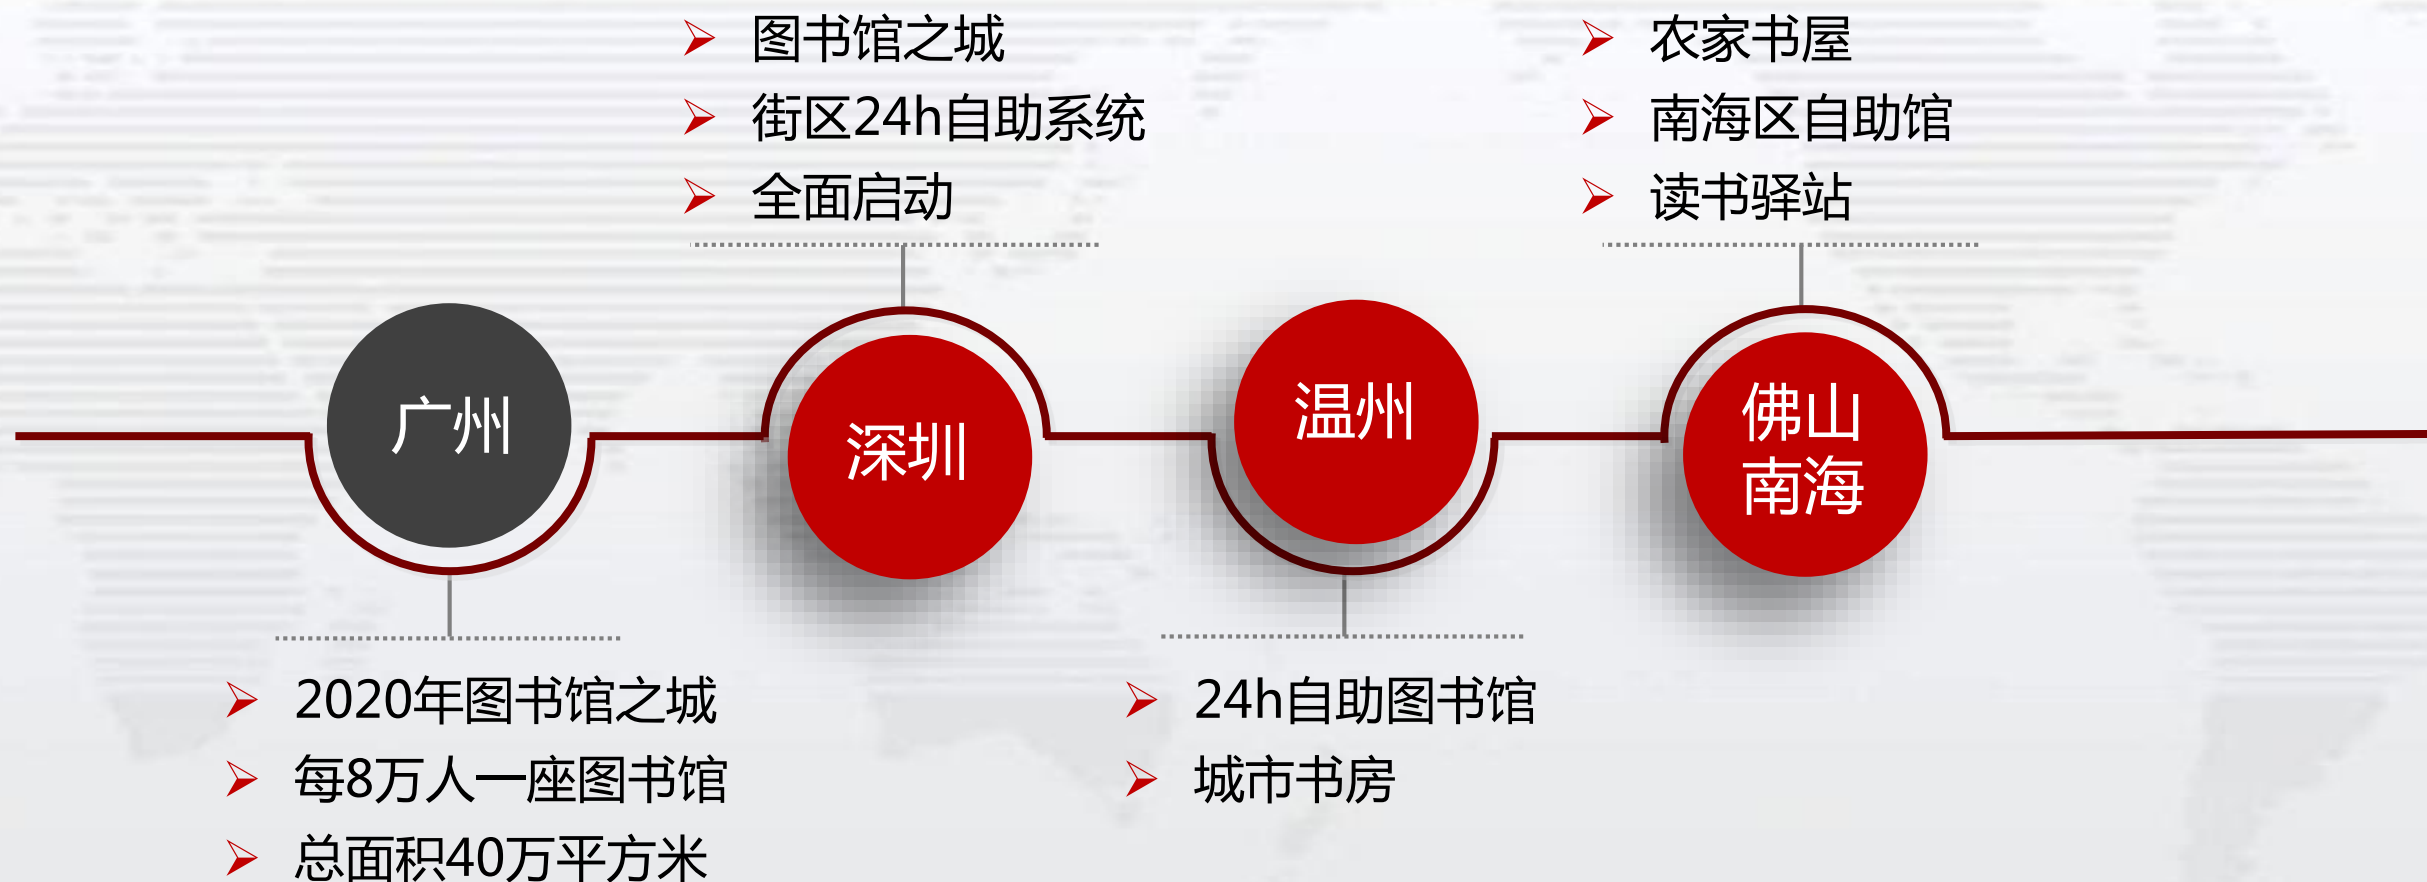 图书馆之城
街区24h自助系统
全面启动
农家书屋
南海区自助馆
读书驿站
广州
深圳
温州
佛山
南海
2020年图书馆之城
每8万人一座图书馆
总面积40万平方米
24h自助图书馆
城市书房